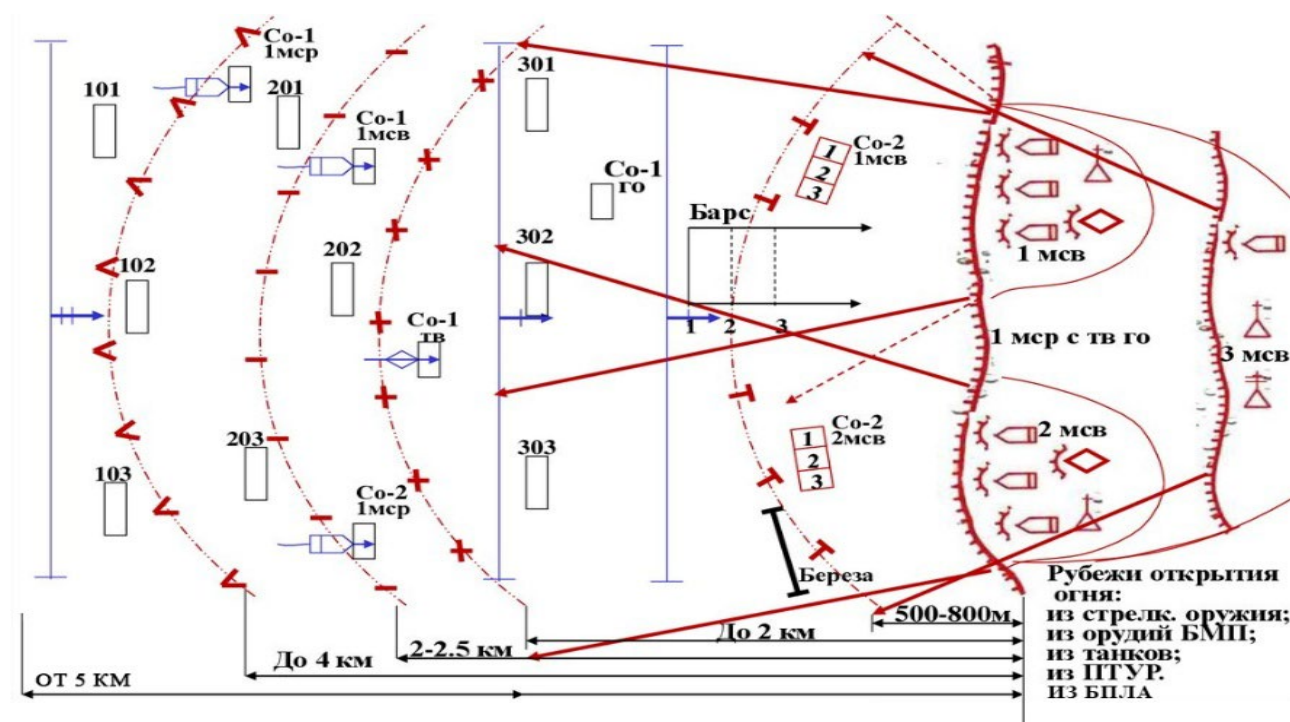 Со-1
1мср
101
201
301
Со-1
1мсв
Со-1
го
Со-2
1мсв
1
2
3
Барс
1 мсв
102
202
302
1
2
3
Со-1
тв
1 мср с тв го
3 мсв
103
203
303
Со-2
1мср
Со-2
2мсв
1
2
3
2 мсв
Береза
500-800м
До 2 км
2-2.5 км
До 4 км
ОТ 5 КМ
Рубежи открытия
огня:
из стрелк. оружия;
из орудий БМП;
из танков;
из ПТУР.
ИЗ БПЛА